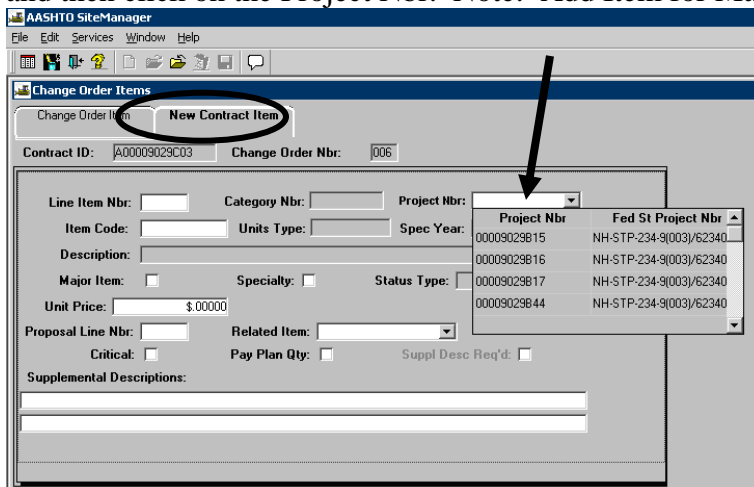 and then click on the Project Nbr. Note: Add Item for Ma
AASHTO SiteManager
File Edit Services Window Help
Change Order Items
Change Order Item New Contract Item
Contract ID: A00009029C03 Change Order Nbr: 006
Line Item Nbr: Category Nbr: Project Nbr:
Project Nbr Fed St Project Nbr
Item Code: Units Type: Spec Year:
00009029B15 NH-STP-234-9(003)/62340
Description:
00009029B16 NH-STP-234-9(003)/62340
Major Item: Specialty: Status Type:
00009029B17 NH-STP-234-9(003)/62340
Unit Price: $.00000
00009029B44 NH-STP-234-9(003)/62340
Proposal Line Nbr: Related Item:
Critical: Pay Plan Qty: Suppl Desc Req'd:
Supplemental Descriptions: